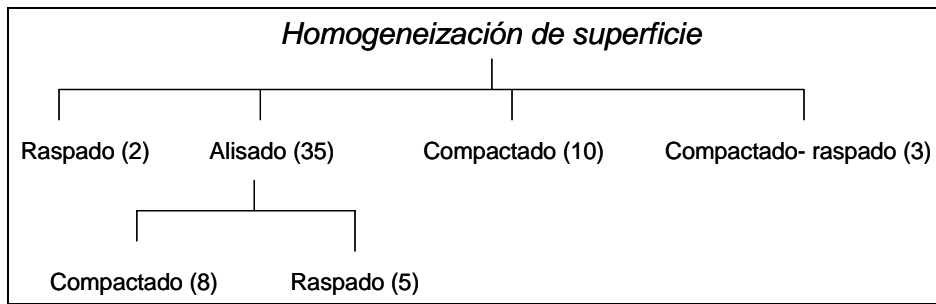 Homogeneización de superficie
Raspado (2) Alisado (35) Compactado (10) Compactado- raspado (3)
Compactado (8) Raspado (5)